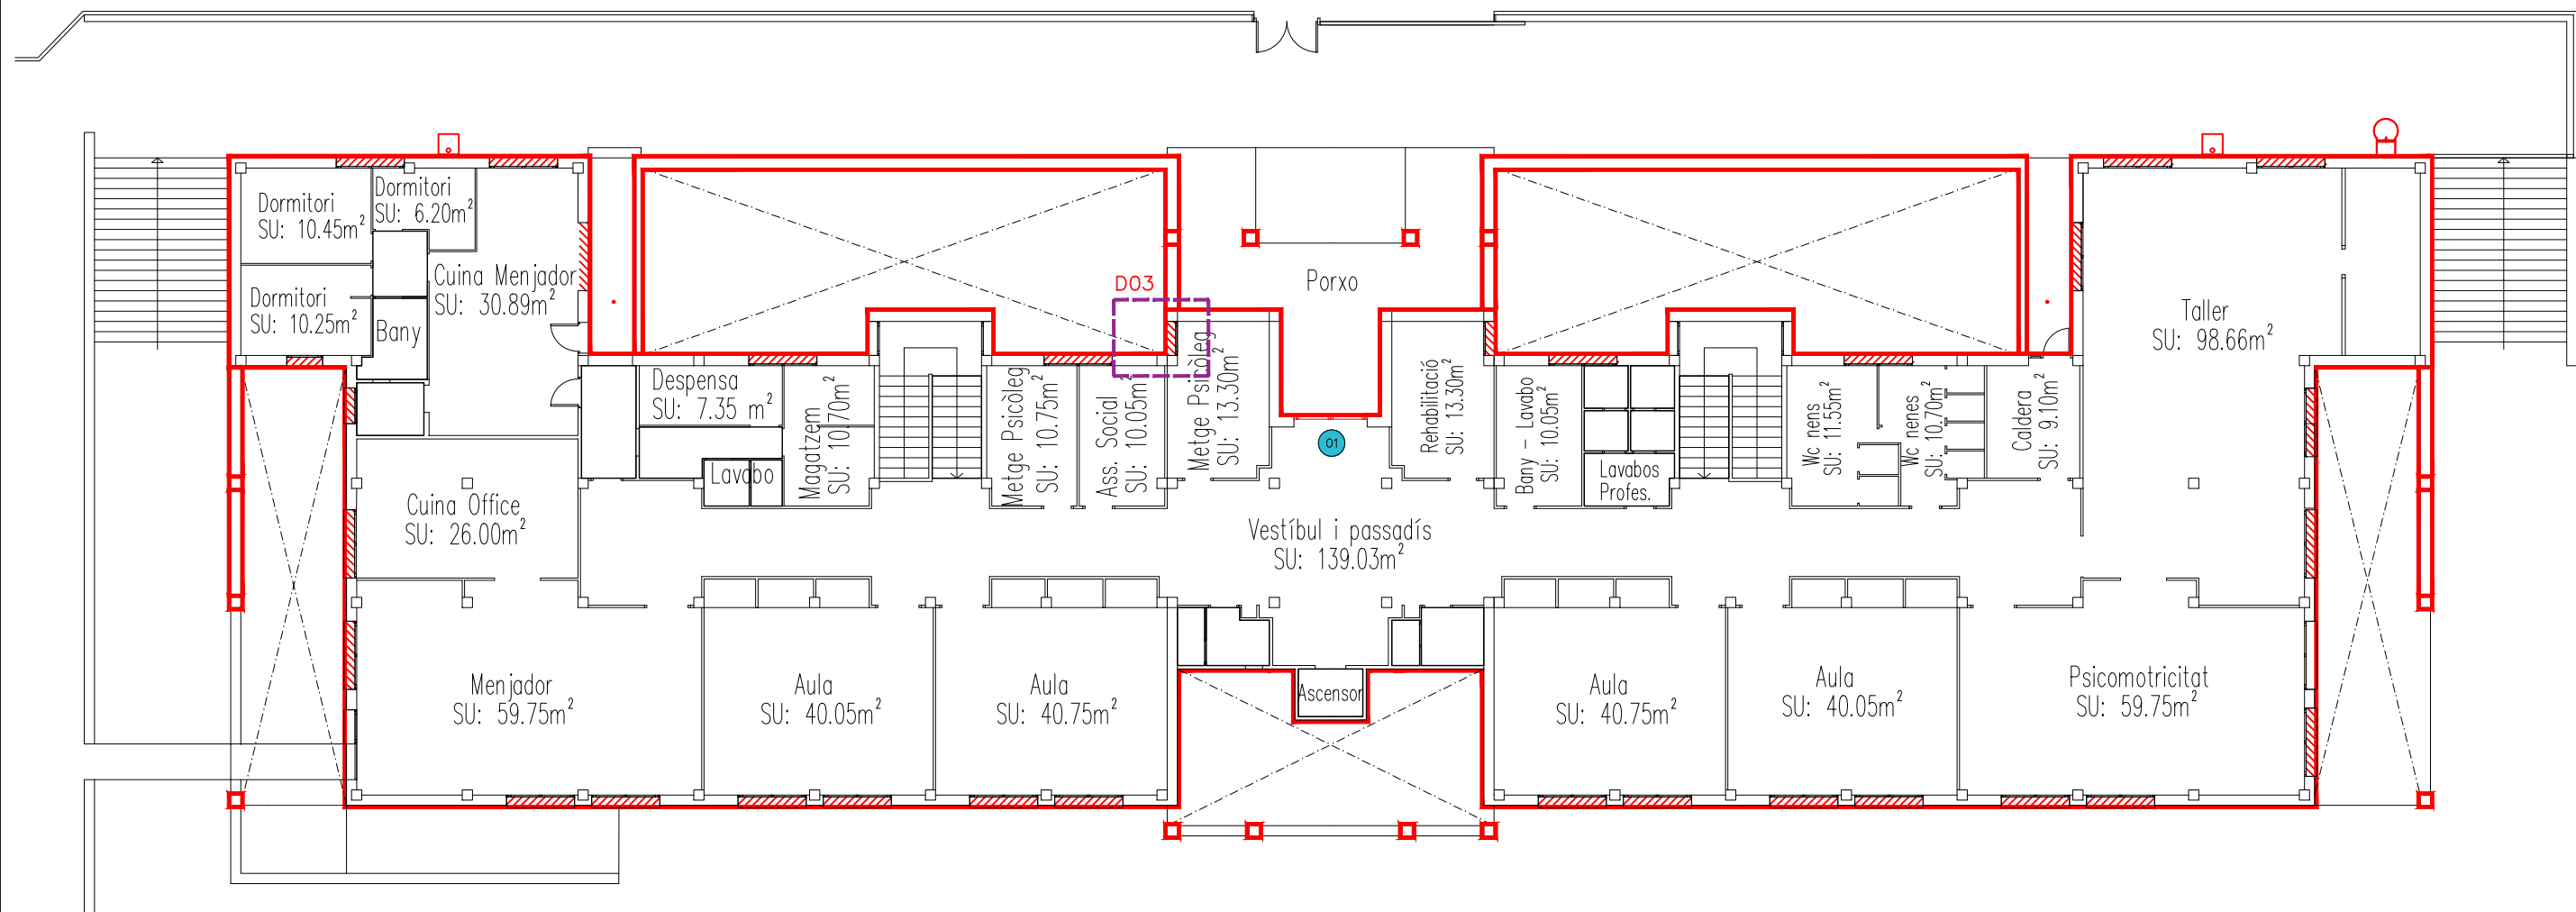 Dormitori
SU: 10.45m²
Dormitori
SU: 6.20m²
Cuina Menjador
SU: 30.89m²
Dormitori
SU: 10.25m²
Bany
D03
Porxo
Taller
SU: 98.66m²
Despensa
SU: 7.35 m²
Lavabo
Magatzem
SU: 10.70m²
Metge Psicòleg
SU: 10.75m²
Ass. Social
SU: 10.05m²
Metge Psicòleg
SU: 13.30m²
01
Rehabilitació
SU: 13.30m²
Bany - Lavabo
SU: 10.05m²
Lavabos
Profes.
Wc nens
SU: 11.55m²
Wc nenes
SU: 10.70m²
Caldera
SU: 9.10m²
Cuina Office
SU: 26.00m²
Vestíbul i passadís
SU: 139.03m²
Menjador
SU: 59.75m²
Aula
SU: 40.05m²
Aula
SU: 40.75m²
Ascensor
Aula
SU: 40.75m²
Aula
SU: 40.05m²
Psicomotricitat
SU: 59.75m²